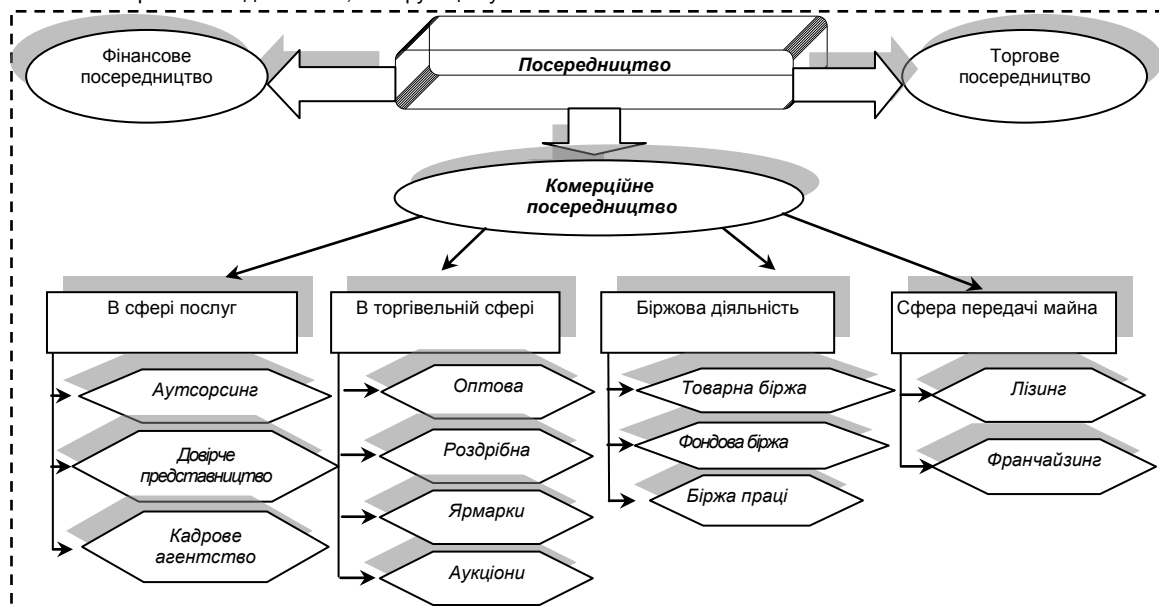 Посередництво
Фінансове
посередництво
Торгове
посередництво
Комерційне
посередництво
В сфері послуг
Аутсорсинг
Довірче
представництво
Кадрове
агентство
В торгівельній сфері
Оптова
Роздрібна
Ярмарки
Аукціони
Біржова діяльність
Товарна біржа
Фондова біржа
Біржа праці
Сфера передачі майна
Лізинг
Франчайзинг